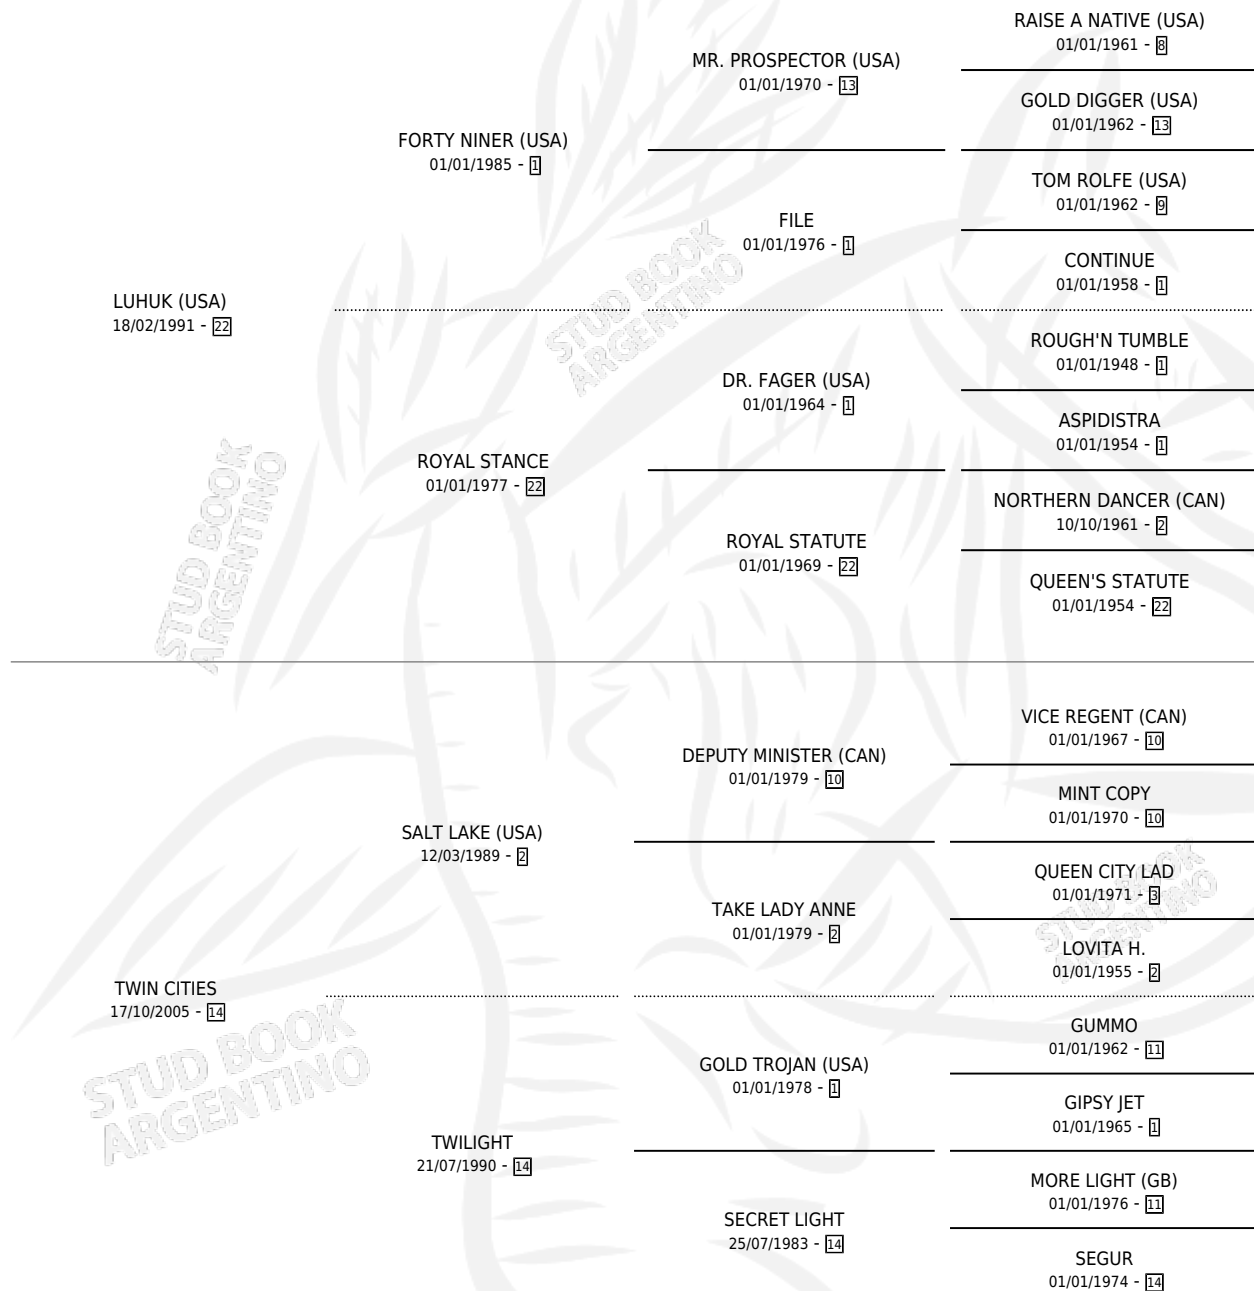 RAISE A NATIVE (USA)
01/01/1961 - 8
MR. PROSPECTOR (USA)
01/01/1970 - 13
GOLD DIGGER (USA)
01/01/1962 - 13
FORTY NINER (USA)
01/01/1985 - 1
TOM ROLFE (USA)
01/01/1962 - 9
FILE
01/01/1976 - 1
CONTINUE
01/01/1958 - 1
LUHUK (USA)
18/02/1991 - 22
ROUGH'N TUMBLE
01/01/1948 - 1
DR. FAGER (USA)
01/01/1964 - 1
ASPIDISTRA
01/01/1954 - 1
ROYAL STANCE
01/01/1977 - 22
NORTHERN DANCER (CAN)
10/10/1961 - 2
ROYAL STATUTE
01/01/1969 - 22
QUEEN'S STATUTE
01/01/1954 - 22
VICE REGENT (CAN)
01/01/1967 - 10
DEPUTY MINISTER (CAN)
01/01/1979 - 10
MINT COPY
01/01/1970 - 10
SALT LAKE (USA)
12/03/1989 - 2
QUEEN CITY LAD
01/01/1971 - 3
TAKE LADY ANNE
01/01/1979 - 2
LOVITA H.
01/01/1955 - 2
TWIN CITIES
17/10/2005 - 14
GUMMO
01/01/1962 - 11
GOLD TROJAN (USA)
01/01/1978 - 1
GIPSY JET
01/01/1965 - 1
TWILIGHT
21/07/1990 - 14
MORE LIGHT (GB)
01/01/1976 - 11
SECRET LIGHT
25/07/1983 - 14
SEGUR
01/01/1974 - 14
STUD BOOK
ARGENTINO
STUD BOOK
ARGENTINO
STUD BOOK
ARGENTINO
STUD BOOK
ARGENTINO